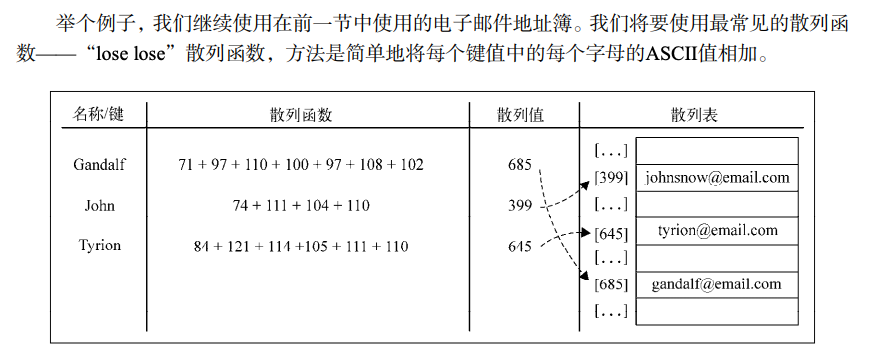 举个例子，我们继续使用在前一节中使用的电子邮件地址簿。我们将要使用最常见的散列函
数——“lose lose”散列函数，方法是简单地将每个键值中的每个字母的ASCII值相加。
名称/键 散列函数 散列值 散列表
[...]
Gandalf 71 + 97 + 110 + 100 + 97 + 108 + 102 685
[399] johnsnow@email.com
John 74 + 111 + 104 + 110 399 [...]
[645] tyrion@email.com
Tyrion 84 + 121 + 114 +105 + 111 + 110 645
[...]
[685] gandalf@email.com
[...]